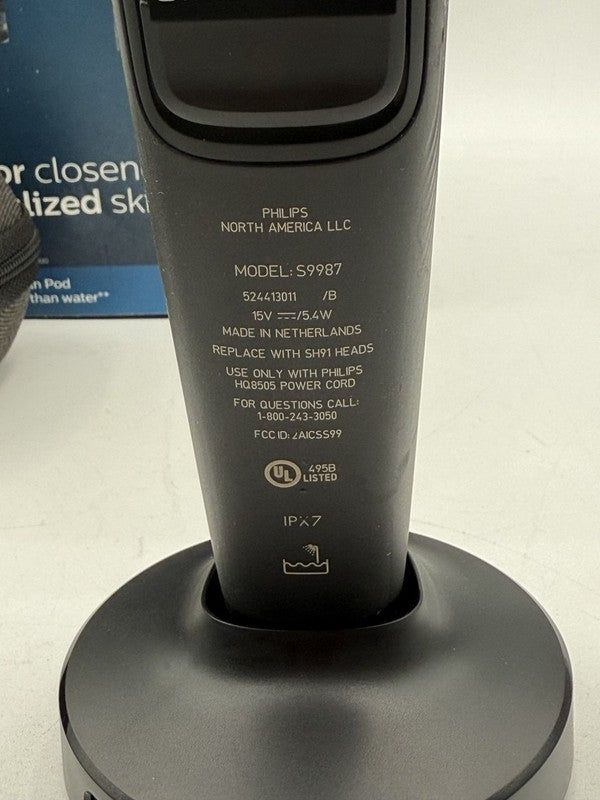 or closen
lized ski
n Pod
than water**
PHILIPS
NORTH AMERICA LLC
MODEL: S9987
524413011 /B
15V ⎓/5.4W
MADE IN NETHERLANDS
REPLACE WITH SH91 HEADS
USE ONLY WITH PHILIPS
HQ8505 POWER CORD
FOR QUESTIONS CALL:
1-800-243-3050
FCC ID: 2AICSS99
UL 495B
LISTED
IPX7